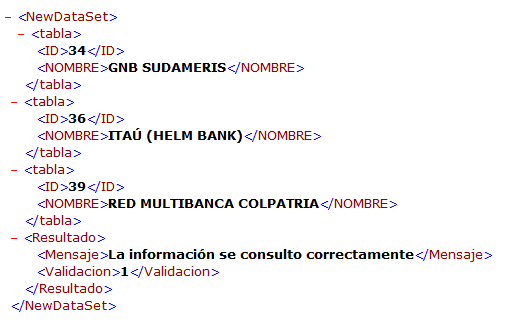 – <NewDataSet>
– <tabla>
<ID>34</ID>
<NOMBRE>GNB SUDAMERIS</NOMBRE>
</tabla>
– <tabla>
<ID>36</ID>
<NOMBRE>ITAÚ (HELM BANK)</NOMBRE>
</tabla>
– <tabla>
<ID>39</ID>
<NOMBRE>RED MULTIBANCA COLPATRIA</NOMBRE>
</tabla>
– <Resultado>
<Mensaje>La información se consulto correctamente</Mensaje>
<Validacion>1</Validacion>
</Resultado>
</NewDataSet>